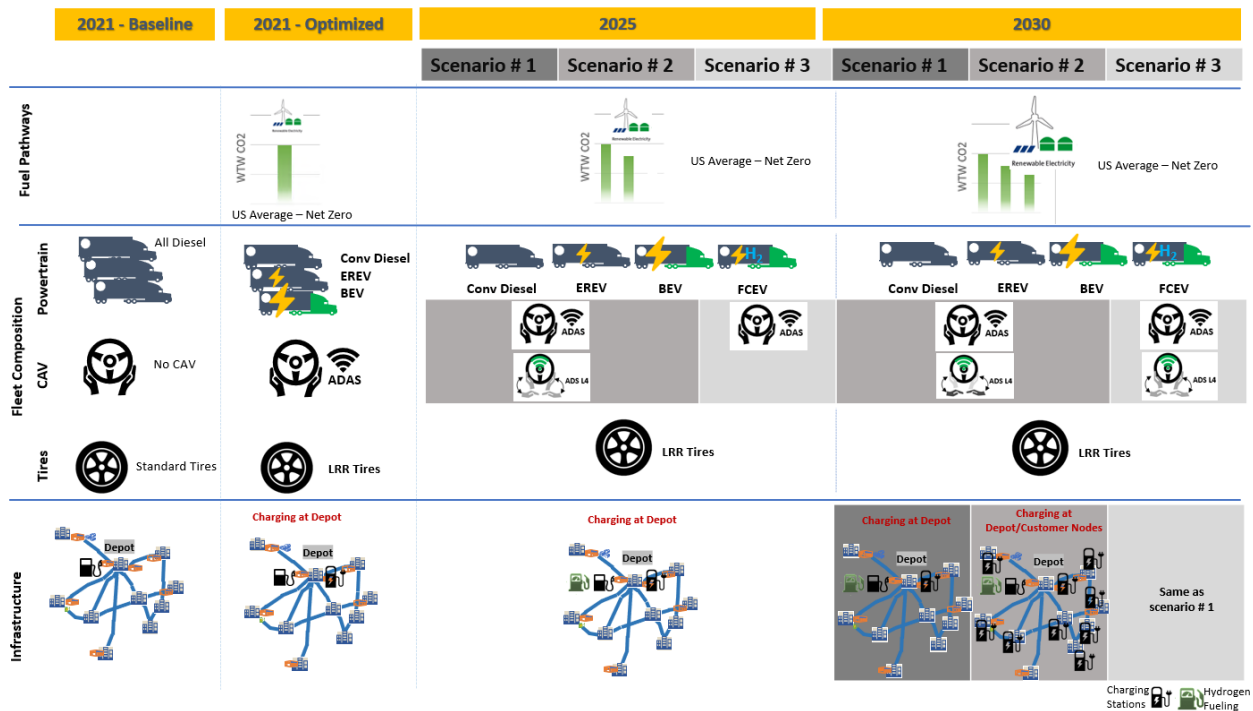 2021 - Baseline
2021 - Optimized
2025
2030
Scenario # 1
Scenario # 2
Scenario # 3
Scenario # 1
Scenario # 2
Scenario # 3
Fuel Pathways
WTW CO2
Renewable Electricity
US Average – Net Zero
WTW CO2
Renewable Electricity
US Average – Net Zero
WTW CO2
Renewable Electricity
US Average – Net Zero
Fleet Composition
Powertrain
All Diesel
Conv Diesel
EREV
BEV
H2
Conv Diesel
EREV
BEV
FCEV
H2
Conv Diesel
EREV
BEV
FCEV
CAV
No CAV
ADAS
ADAS
ADS L4
ADAS
ADAS
ADS L4
ADAS
ADS L4
Tires
Standard Tires
LRR Tires
LRR Tires
LRR Tires
Infrastructure
Depot
Charging at Depot
Depot
Charging at Depot
Depot
Charging at Depot
Depot
Charging at
Depot/Customer Nodes
Depot
Same as
scenario # 1
Charging
Stations
Hydrogen
Fueling